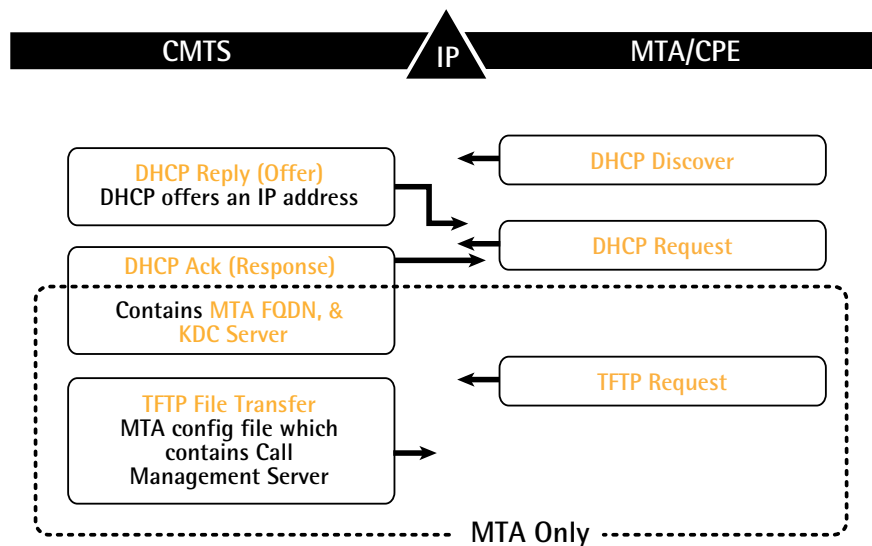 CMTS
IP
MTA/CPE
DHCP Discover
DHCP Reply (Offer)
DHCP offers an IP address
DHCP Request
DHCP Ack (Response)
Contains MTA FQDN, &
KDC Server
TFTP Request
TFTP File Transfer
MTA config file which
contains Call
Management Server
MTA Only